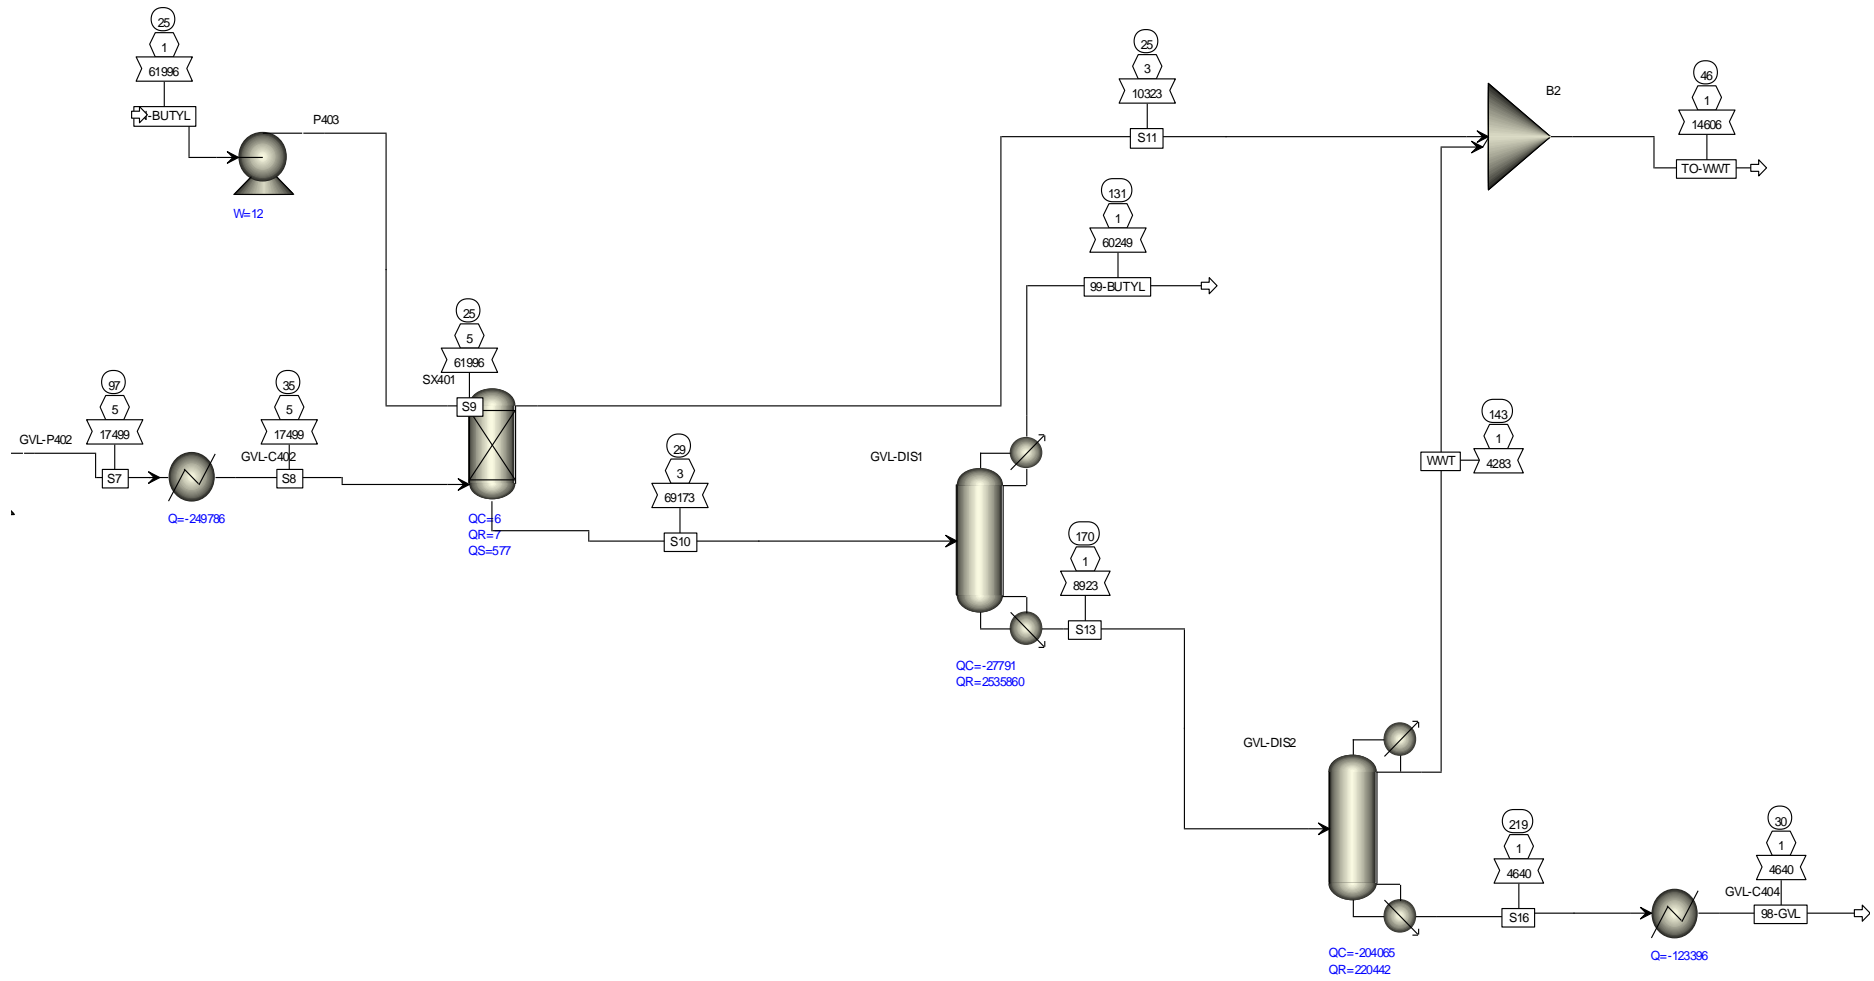 25
1
61996
-BUTYL
P403
W=12
25
3
10323
S11
B2
46
1
14606
TO-WWT
131
1
60249
99-BUTYL
25
5
61996
SX401
S9
97
5
17499
GVL-P402
S7
35
5
17499
GVL-C402
S8
Q=-249786
QC=6
QR=7
QS=577
29
3
69173
S10
GVL-DIS1
QC=-27791
QR=2535860
170
1
8923
S13
143
1
4283
WWT
GVL-DIS2
QC=-204065
QR=220442
219
1
4640
S16
30
1
4640
GVL-C404
98-GVL
Q=-123396